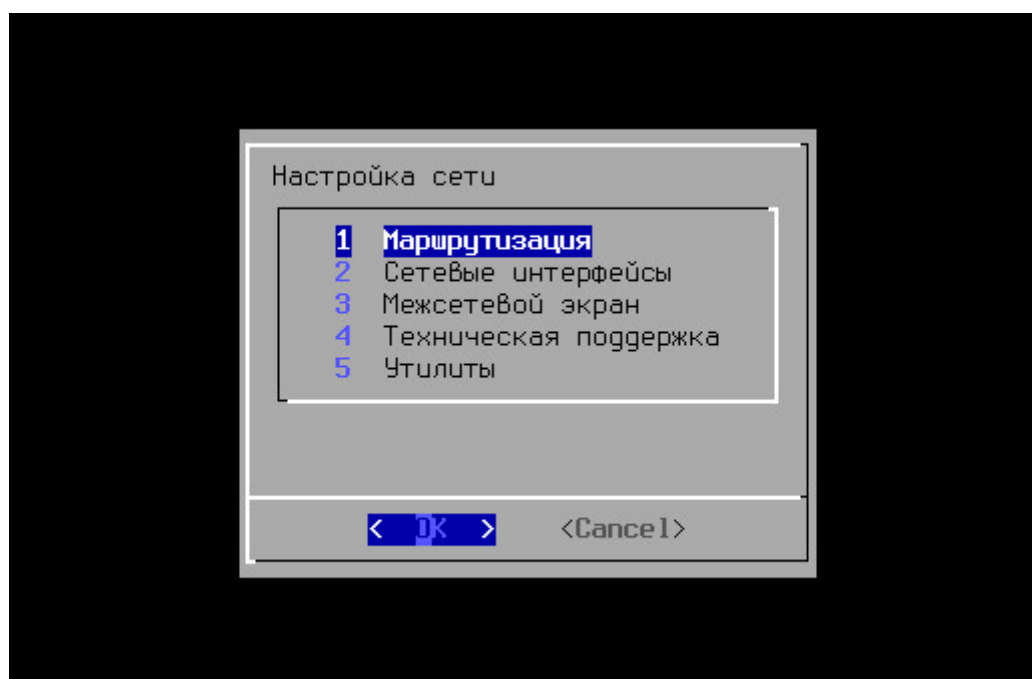 Настройка сети
1 Маршрутизация
2 Сетевые интерфейсы
3 Межсетевой экран
4 Техническая поддержка
5 Утилиты
< OK > <Cancel>